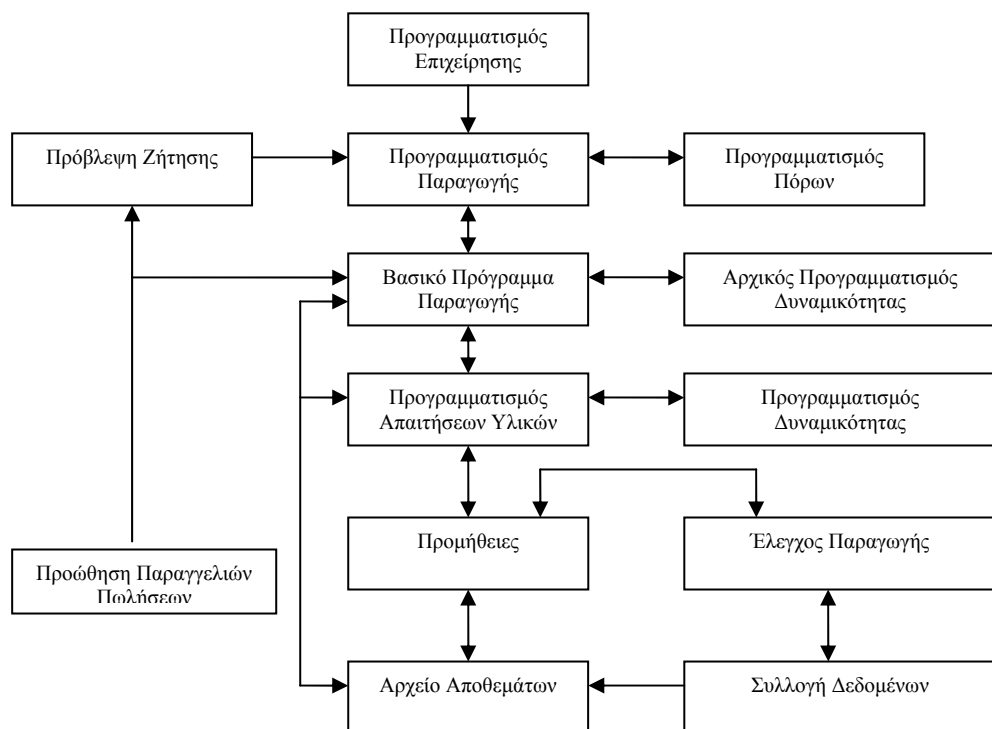 Προγραμματισμός
Επιχείρησης
Πρόβλεψη Ζήτησης
Προγραμματισμός
Παραγωγής
Προγραμματισμός
Πόρων
Βασικό Πρόγραμμα
Παραγωγής
Αρχικός Προγραμματισμός
Δυναμικότητας
Προγραμματισμός
Απαιτήσεων Υλικών
Προγραμματισμός
Δυναμικότητας
Προμήθειες
Έλεγχος Παραγωγής
Προώθηση Παραγγελιών
Πωλήσεων
Αρχείο Αποθεμάτων
Συλλογή Δεδομένων